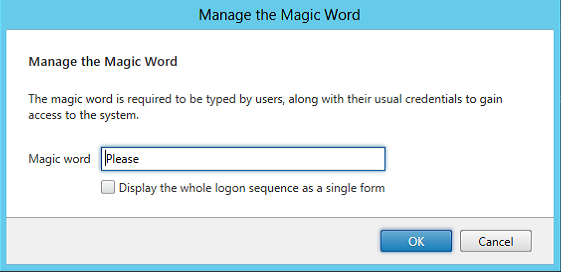 Manage the Magic Word
Manage the Magic Word
The magic word is required to be typed by users, along with their usual credentials to gain
access to the system.
Magic word Please
Display the whole logon sequence as a single form
OK Cancel